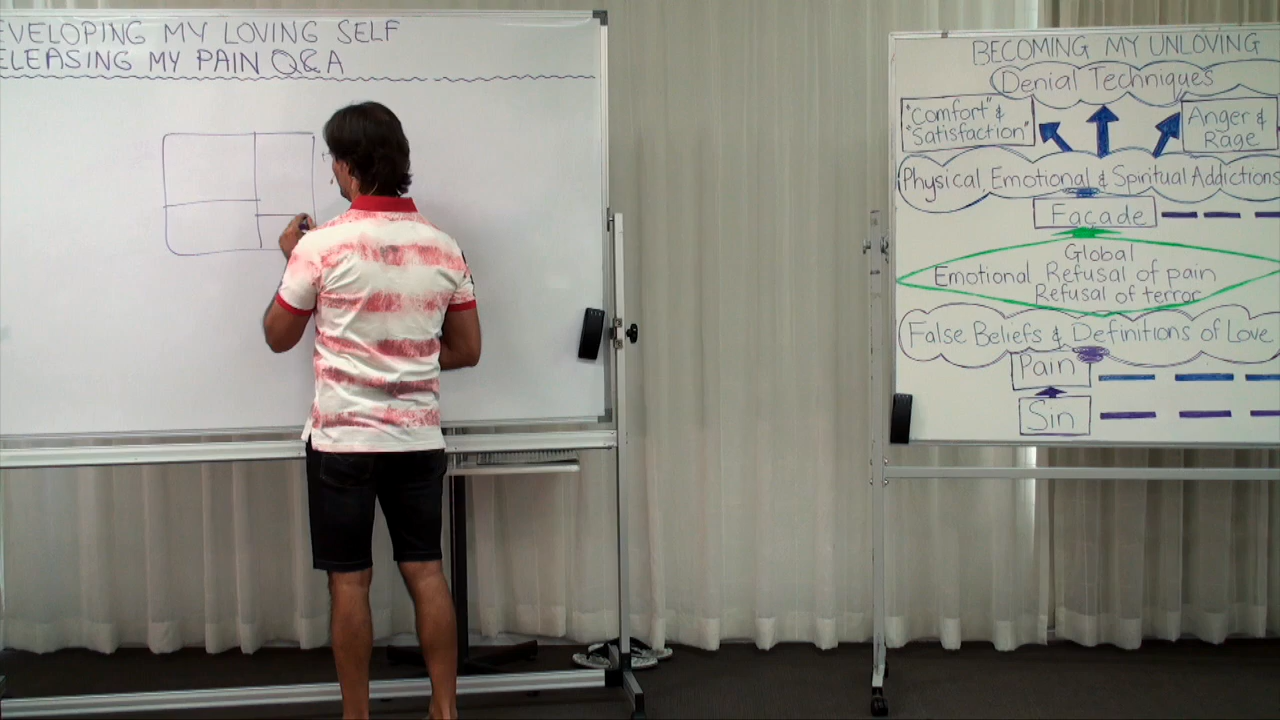 EVELOPING MY LOVING SELF
ELEASING MY PAIN Q&A
BECOMING MY UNLOVING
Denial Techniques
"Comfort" &
"Satisfaction"
Anger &
Rage
Physical Emotional & Spiritual Addictions
Façade
Global
Emotional Refusal of pain
Refusal of terror
False Beliefs & Definitions of Love
Pain
Sin